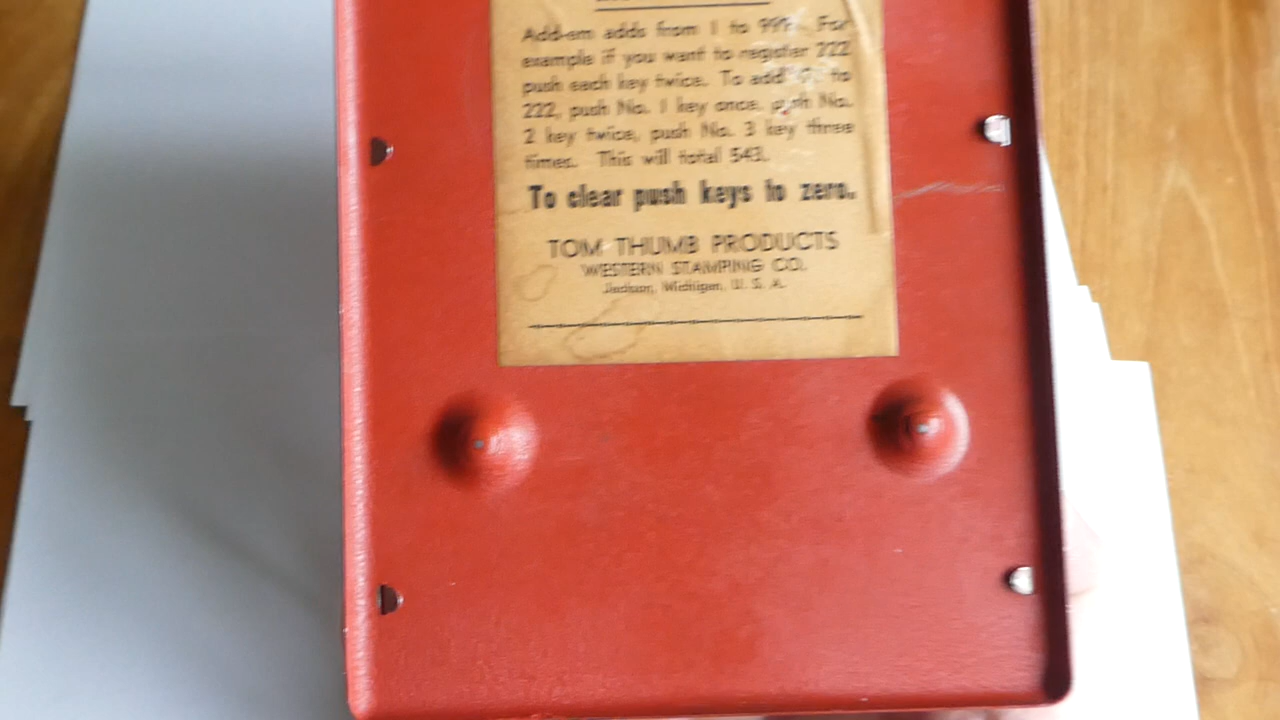 Add-em adds from 1 to 999. For
example if you want to register 222
push each key twice. To add to
222, push No. 1 key once, push No.
2 key twice, push No. 3 key three
times. This will total 543.
To clear push keys to zero.
TOM THUMB PRODUCTS
WESTERN STAMPING CO.
Jackson, Michigan, U. S. A.